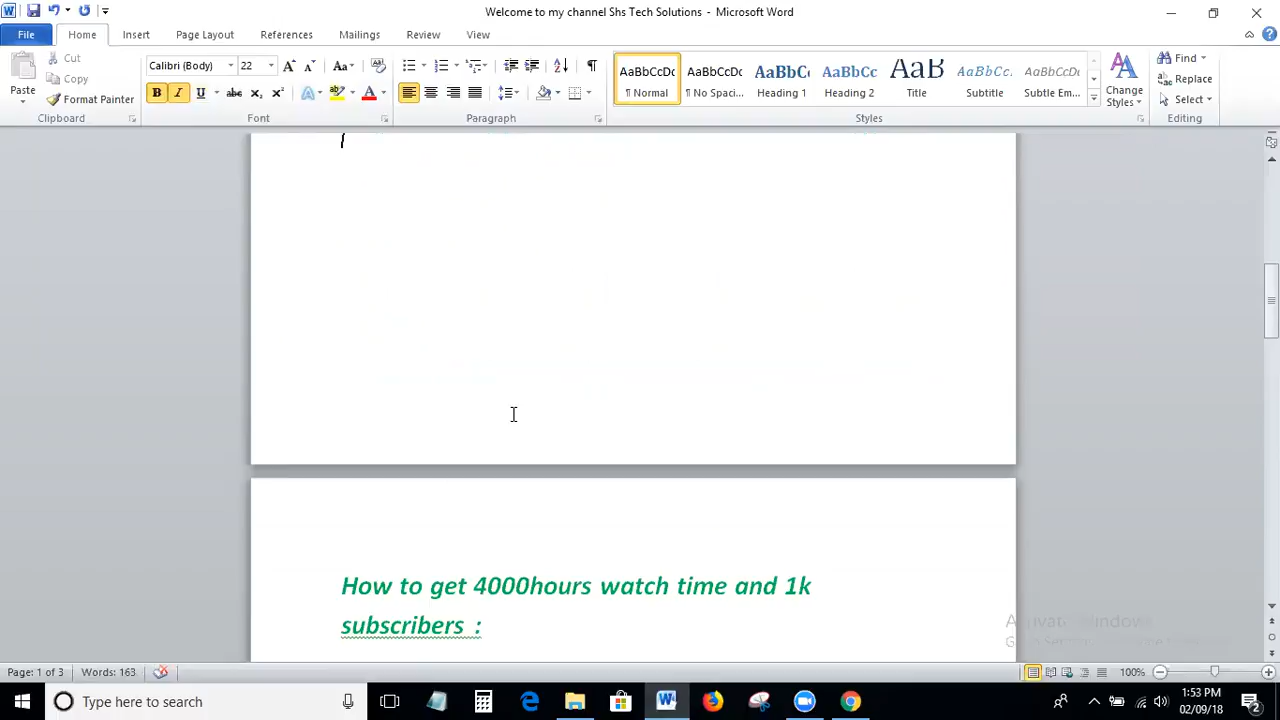 Welcome to my channel Shs Tech Solutions - Microsoft Word
File Home Insert Page Layout References Mailings Review View
Cut
Copy
Format Painter
Paste
Clipboard
Calibri (Body) 22
Font
Paragraph
AaBbCcDc AaBbCcDc AaBbC AaBbCc AaB AaBbCc. AaBbCcDc
¶ Normal ¶ No Spaci... Heading 1 Heading 2 Title Subtitle Subtle Em...
Change
Styles
Styles
Find
Replace
Select
Editing
How to get 4000hours watch time and 1k
subscribers :
Page: 1 of 3 Words: 163 100%
Type here to search
1:53 PM
02/09/18
2